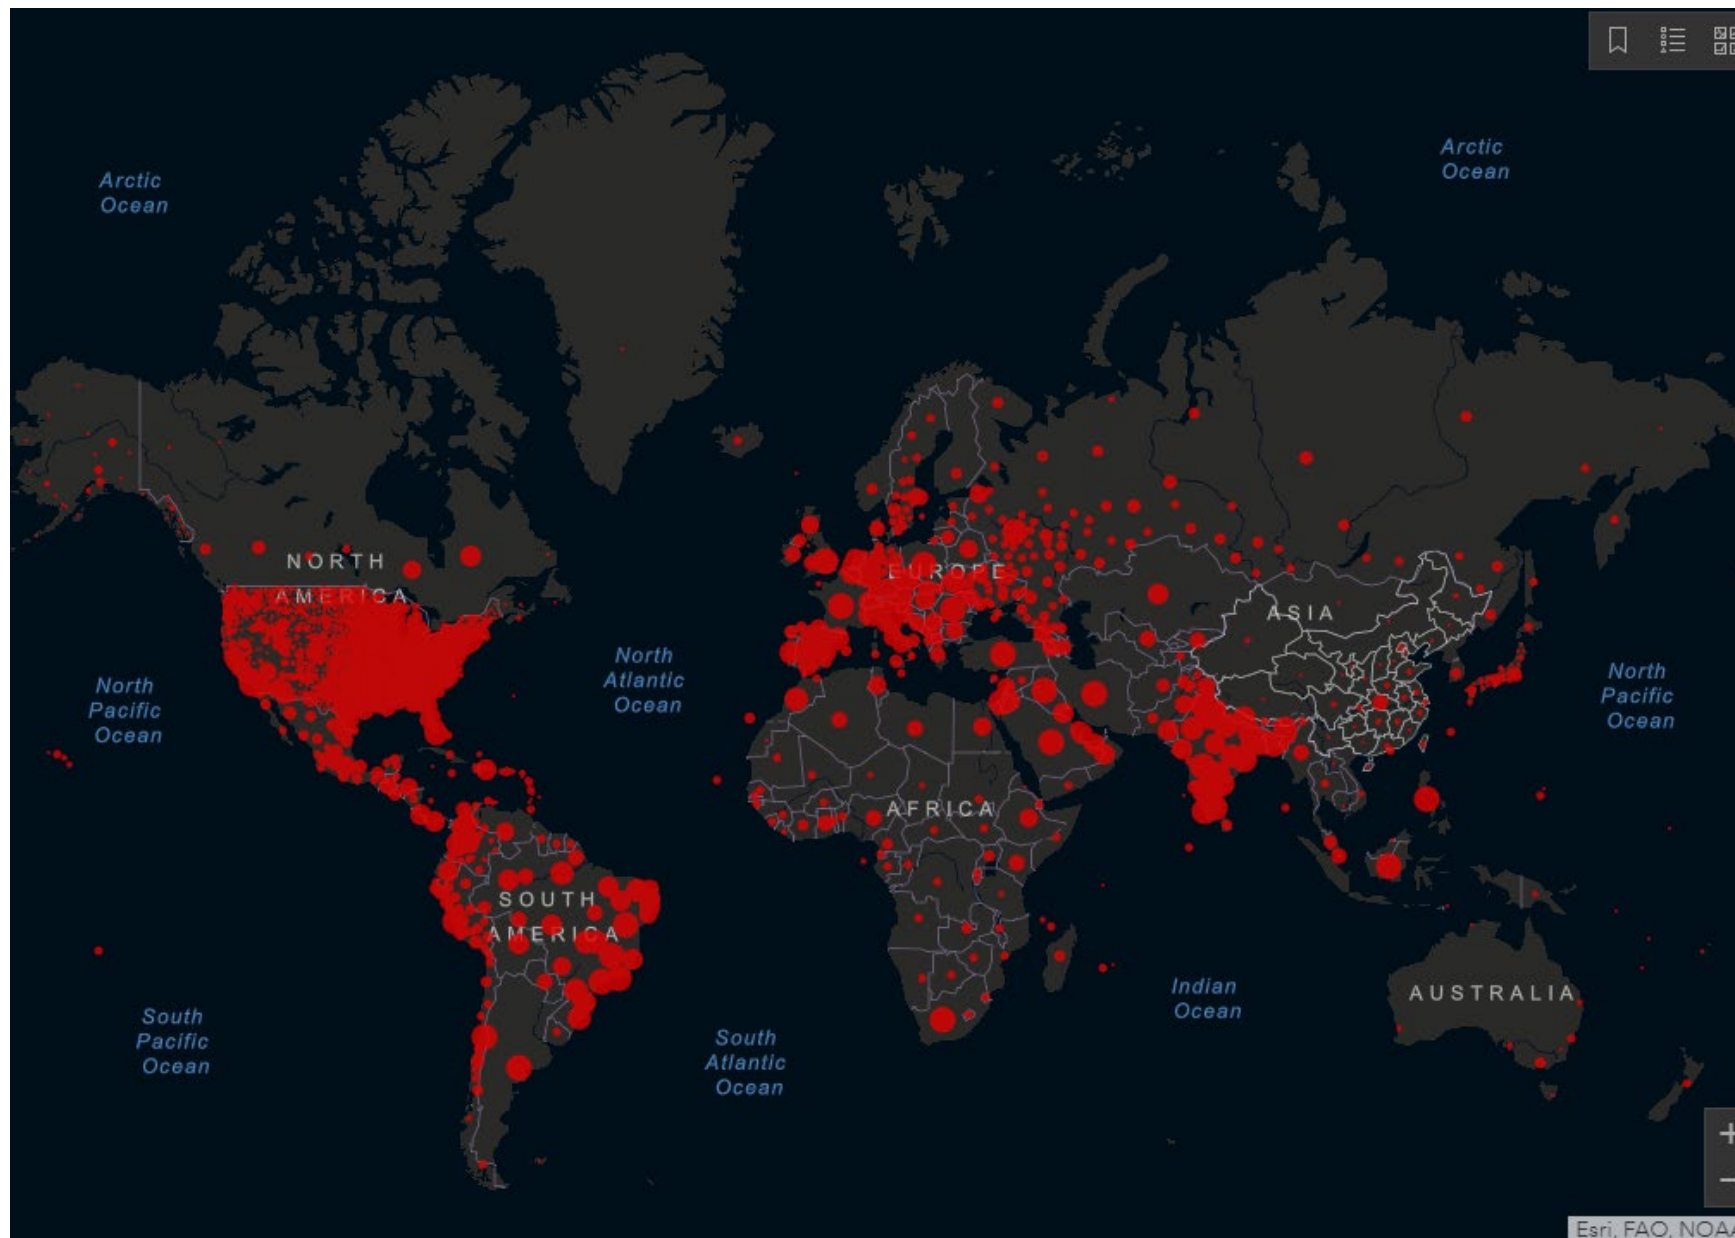 Arctic
Ocean
Arctic
Ocean
NORTH
AMERICA
EUROPE
ASIA
North
Atlantic
Ocean
North
Pacific
Ocean
North
Pacific
Ocean
AFRICA
SOUTH
AMERICA
Indian
Ocean
AUSTRALIA
South
Pacific
Ocean
South
Atlantic
Ocean
+
−
Esri, FAO, NOAA